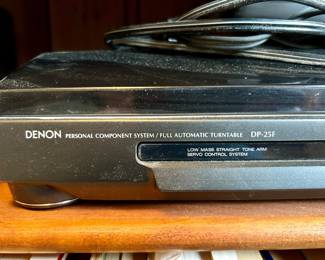 DENON PERSONAL COMPONENT SYSTEM / FULL AUTOMATIC TURNTABLE DP-25F
LOW MASS STRAIGHT TONE ARM
SERVO CONTROL SYSTEM